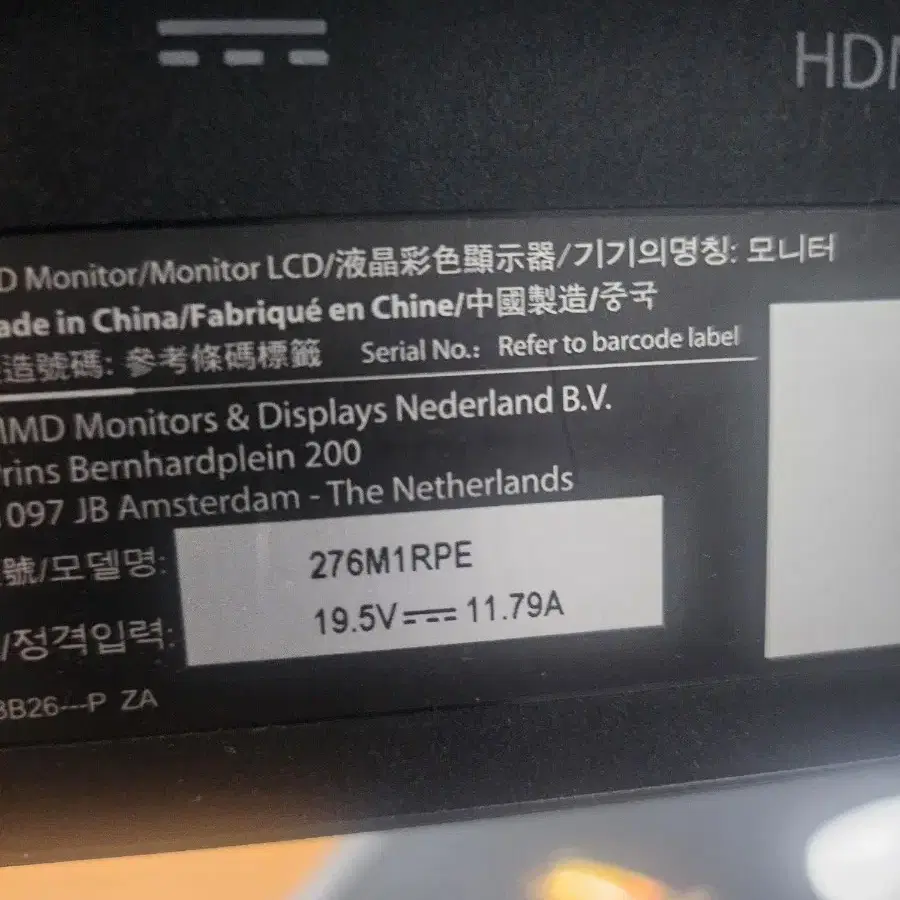 HDM
D Monitor/Monitor LCD/液晶彩色顯示器/기기의명칭: 모니터
ade in China/Fabriqué en Chine/中國製造/중국
造號碼: 參考條碼標籤 Serial No.: Refer to barcode label
MMD Monitors & Displays Nederland B.V.
Prins Bernhardplein 200
1097 JB Amsterdam - The Netherlands
號/모델명: 276M1RPE
/정격입력: 19.5V⎓11.79A
3B26---P ZA